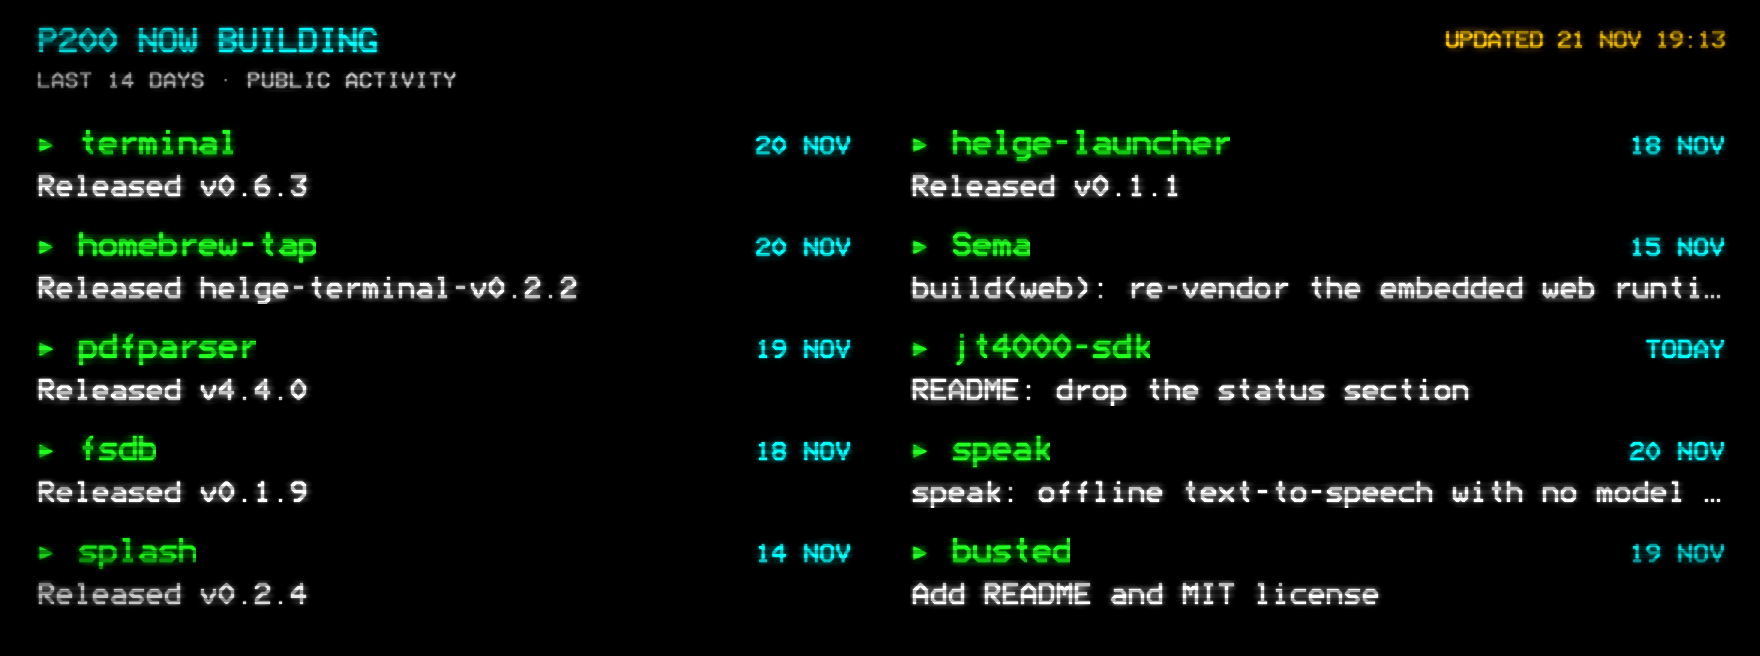 P200 NOW BUILDING
UPDATED 21 NOV 19:13
LAST 14 DAYS · PUBLIC ACTIVITY
▸ terminal 20 NOV
Released v0.6.3
▸ homebrew-tap 20 NOV
Released helge-terminal-v0.2.2
▸ pdfparser 19 NOV
Released v4.4.0
▸ fsdb 18 NOV
Released v0.1.9
▸ splash 14 NOV
Released v0.2.4
▸ helge-launcher 18 NOV
Released v0.1.1
▸ Sema 15 NOV
build(web): re-vendor the embedded web runti…
▸ jt4000-sdk TODAY
README: drop the status section
▸ speak 20 NOV
speak: offline text-to-speech with no model …
▸ busted 19 NOV
Add README and MIT license